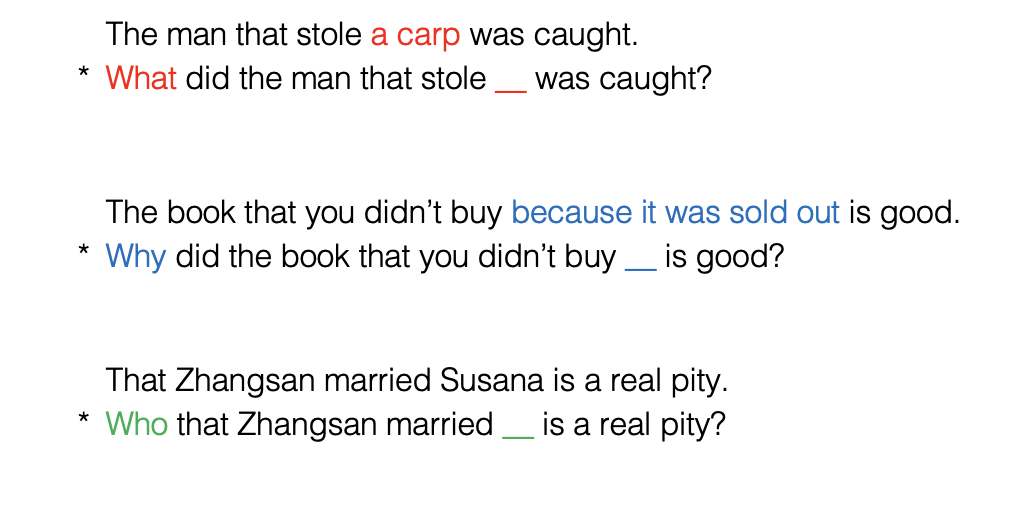 The man that stole a carp was caught.
* What did the man that stole __ was caught?
The book that you didn’t buy because it was sold out is good.
* Why did the book that you didn’t buy __ is good?
That Zhangsan married Susana is a real pity.
* Who that Zhangsan married __ is a real pity?